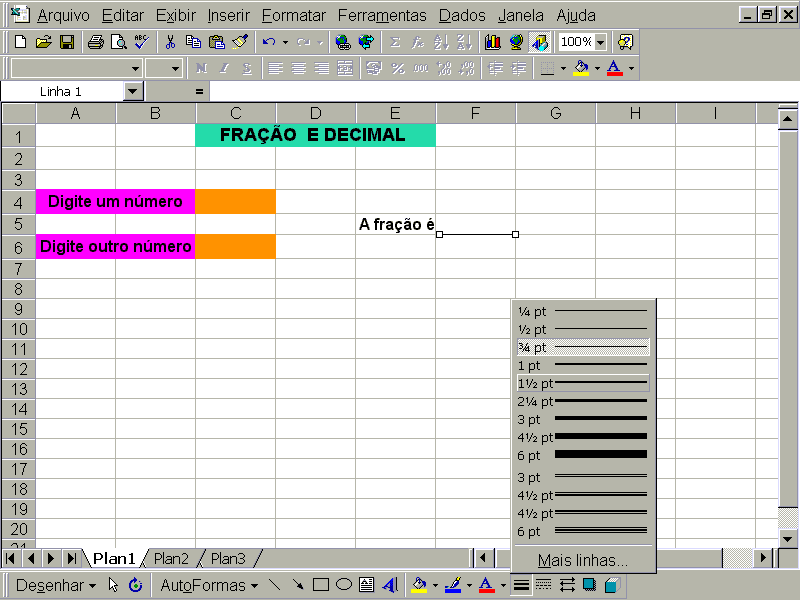 Arquivo Editar Exibir Inserir Formatar Ferramentas Dados Janela Ajuda
100%
N I S % 000
Linha 1 =
A B C D E F G H I
1 FRAÇÃO E DECIMAL
2
3
4 Digite um número
5 A fração é
6 Digite outro número
7
8
9
10
11
12
13
14
15
16
17
18
19
20
21
¼ pt
½ pt
¾ pt
1 pt
1½ pt
2¼ pt
3 pt
4½ pt
6 pt
3 pt
4½ pt
4½ pt
6 pt
Mais linhas...
Plan1 Plan2 Plan3
Desenhar AutoFormas